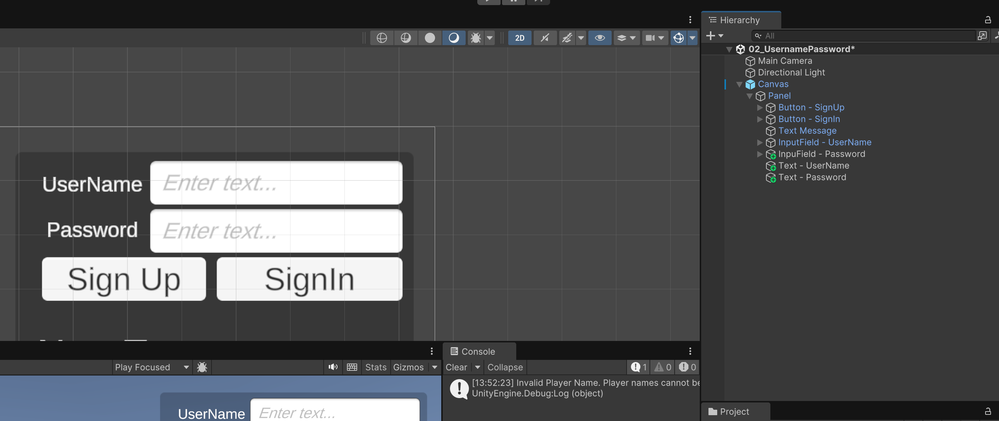 Hierarchy
2D
All
02_UsernamePassword*
Main Camera
Directional Light
Canvas
Panel
Button - SignUp
Button - SignIn
Text Message
InputField - UserName
InpuField - Password
Text - UserName
Text - Password
UserName
Enter text...
Password
Enter text...
Sign Up
SignIn
Console
Play Focused
Stats
Gizmos
Clear
Collapse
1
0
0
[13:52:23] Invalid Player Name. Player names cannot be
UnityEngine.Debug:Log (object)
UserName
Enter text...
Project